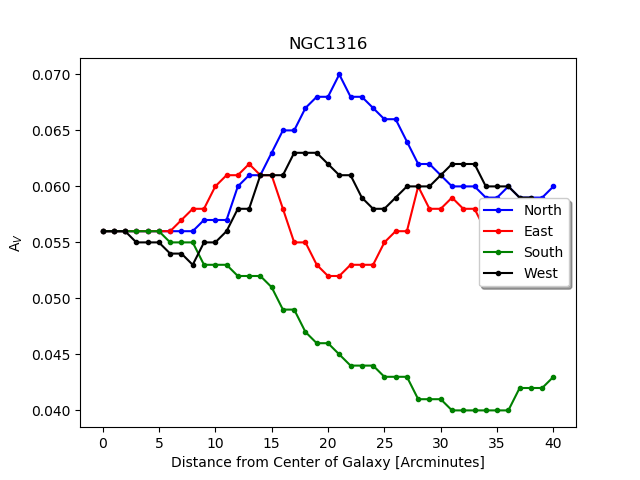 NGC1316
0.070
0.065
0.060
0.055
0.050
0.045
0.040
A_V
North
East
South
West
0 5 10 15 20 25 30 35 40
Distance from Center of Galaxy [Arcminutes]